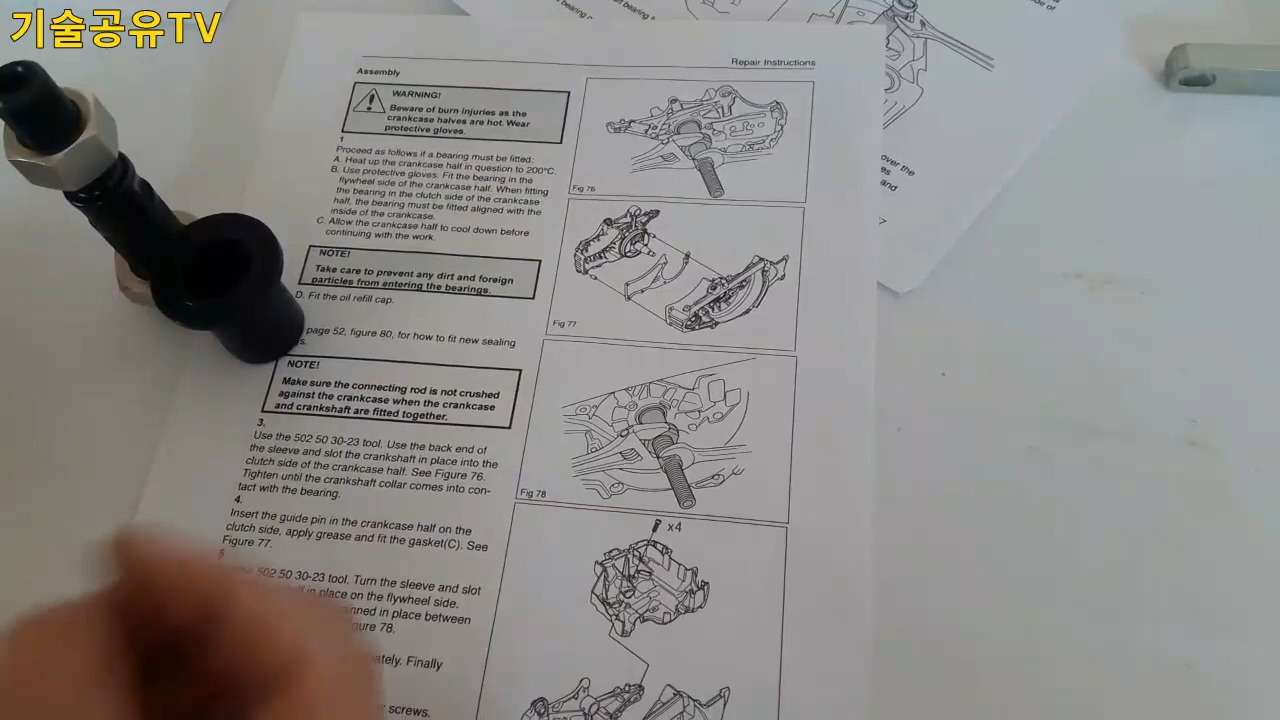 기술공유TV
Repair Instructions
Assembly
WARNING!
Beware of burn injuries as the
crankcase halves are hot. Wear
protective gloves.
1
Proceed as follows if a bearing must be fitted:
A. Heat up the crankcase half in question to 200°C.
B. Use protective gloves. Fit the bearing in the
flywheel side of the crankcase half. When fitting
the bearing in the clutch side of the crankcase
half, the bearing must be fitted aligned with the
inside of the crankcase.
C. Allow the crankcase half to cool down before
continuing with the work.
NOTE!
Take care to prevent any dirt and foreign
particles from entering the bearings.
D. Fit the oil refill cap.
page 52, figure 80, for how to fit new sealing
s.
NOTE!
Make sure the connecting rod is not crushed
against the crankcase when the crankcase
and crankshaft are fitted together.
3.
Use the 502 50 30-23 tool. Use the back end of
the sleeve and slot the crankshaft in place into the
clutch side of the crankcase half. See Figure 76.
Tighten until the crankshaft collar comes into con-
tact with the bearing.
4.
Insert the guide pin in the crankcase half on the
clutch side, apply grease and fit the gasket(C). See
Figure 77.
5
502 50 30-23 tool. Turn the sleeve and slot
in place on the flywheel side.
in place between
78.
Finally
screws.
Fig 76
Fig 77
Fig 78
x4
over the
and